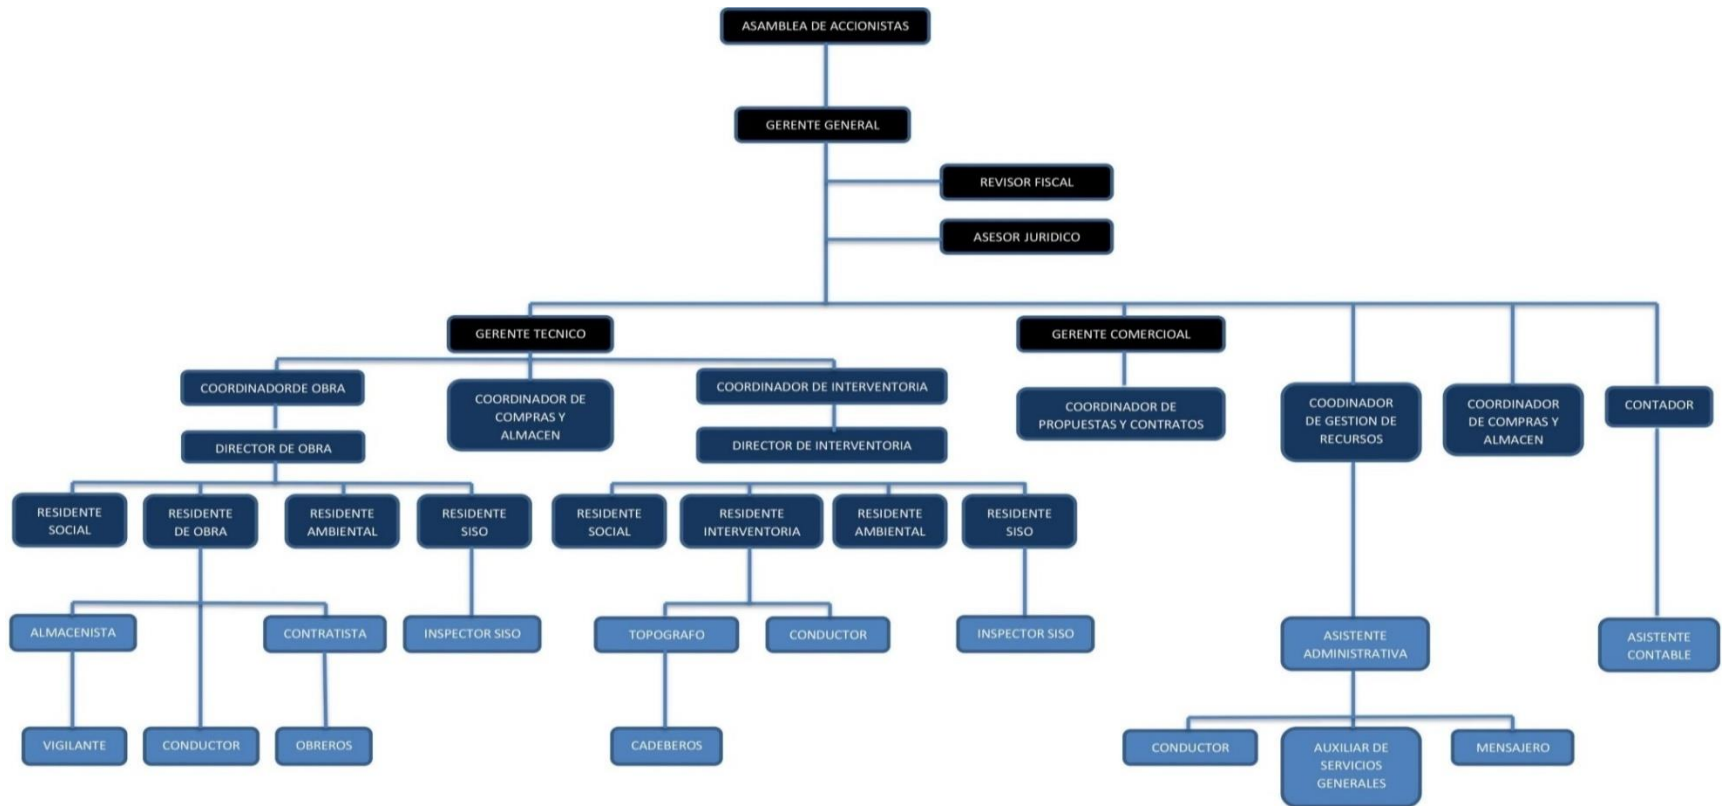 ASAMBLEA DE ACCIONISTAS
GERENTE GENERAL
REVISOR FISCAL
ASESOR JURIDICO
GERENTE TECNICO
GERENTE COMERCIOAL
COORDINADORDE OBRA
COORDINADOR DE
COMPRAS Y
ALMACEN
COORDINADOR DE INTERVENTORIA
COORDINADOR DE
PROPUESTAS Y CONTRATOS
COODINADOR
DE GESTION DE
RECURSOS
COORDINADOR
DE COMPRAS Y
ALMACEN
CONTADOR
DIRECTOR DE OBRA
DIRECTOR DE INTERVENTORIA
RESIDENTE
SOCIAL
RESIDENTE
DE OBRA
RESIDENTE
AMBIENTAL
RESIDENTE
SISO
RESIDENTE
SOCIAL
RESIDENTE
INTERVENTORIA
RESIDENTE
AMBIENTAL
RESIDENTE
SISO
ALMACENISTA
CONTRATISTA
INSPECTOR SISO
TOPOGRAFO
CONDUCTOR
INSPECTOR SISO
ASISTENTE
ADMINISTRATIVA
ASISTENTE
CONTABLE
VIGILANTE
CONDUCTOR
OBREROS
CADEBEROS
CONDUCTOR
AUXILIAR DE
SERVICIOS
GENERALES
MENSAJERO